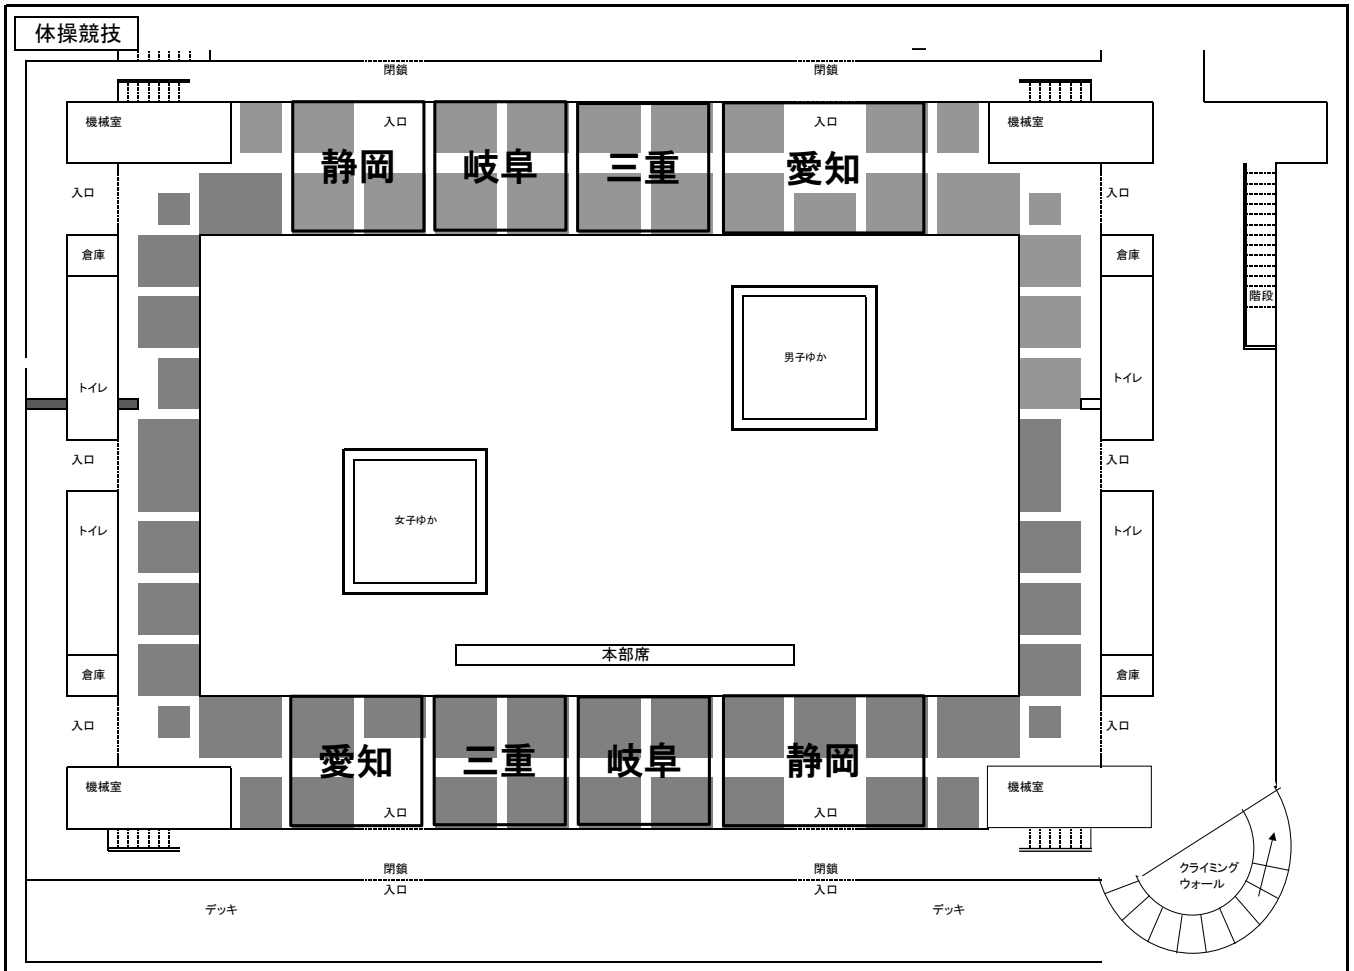 体操競技
閉鎖
閉鎖
機械室
入口
入口
機械室
静岡
岐阜
三重
愛知
入口
入口
倉庫
倉庫
階段
男子ゆか
トイレ
トイレ
入口
入口
女子ゆか
トイレ
トイレ
本部席
倉庫
倉庫
入口
入口
愛知
三重
岐阜
静岡
機械室
機械室
入口
入口
閉鎖
閉鎖
クライミング
ウォール
入口
入口
デッキ
デッキ